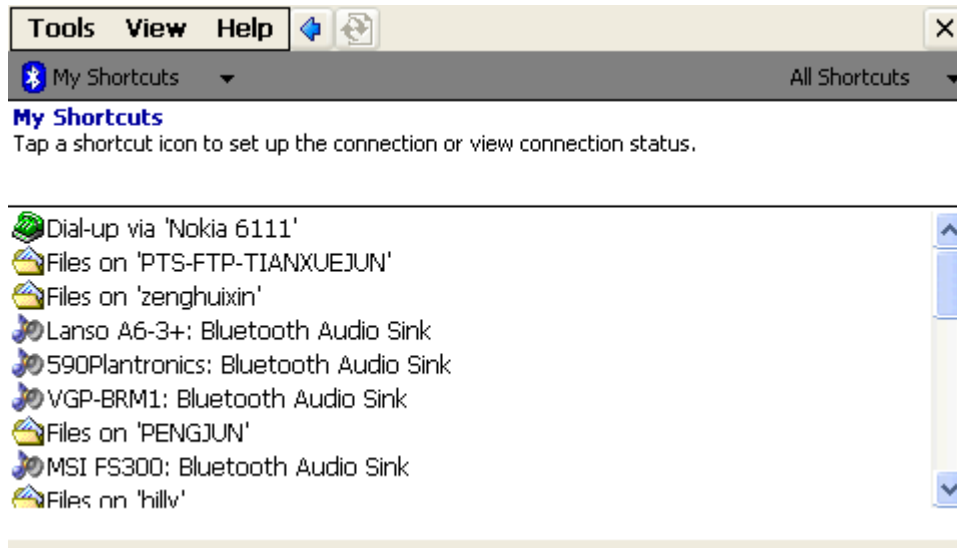 Tools View Help
My Shortcuts All Shortcuts
My Shortcuts
Tap a shortcut icon to set up the connection or view connection status.
Dial-up via 'Nokia 6111'
Files on 'PTS-FTP-TIANXUEJUN'
Files on 'zenghuixin'
Lanso A6-3+: Bluetooth Audio Sink
590Plantronics: Bluetooth Audio Sink
VGP-BRM1: Bluetooth Audio Sink
Files on 'PENGJUN'
MSI FS300: Bluetooth Audio Sink
Files on